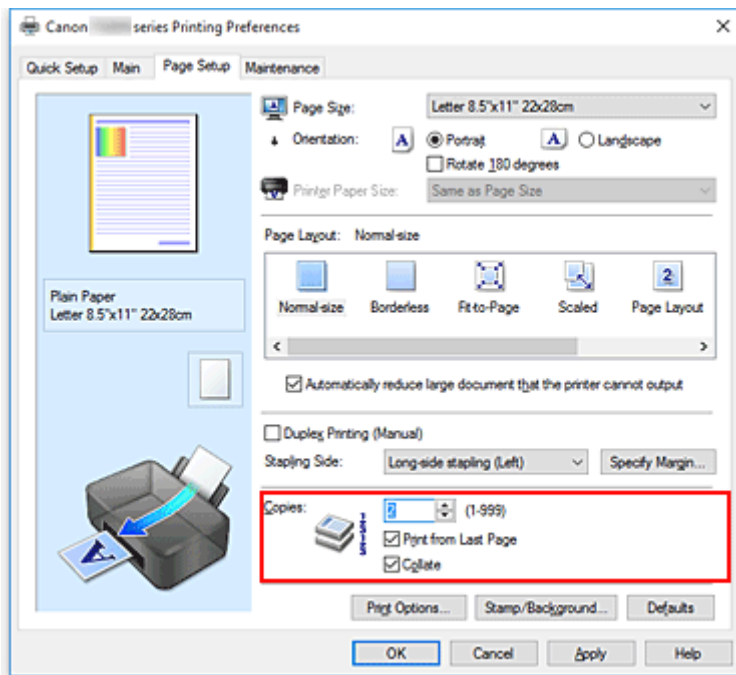 Canon series Printing Preferences
Quick Setup Main Page Setup Maintenance
Page Size: Letter 8.5"x11" 22x28cm
Orientation: A Portrait A Landscape
Rotate 180 degrees
Printer Paper Size: Same as Page Size
Page Layout: Normal-size
2
Normal-size Borderless Fit-to-Page Scaled Page Layout
Automatically reduce large document that the printer cannot output
Plain Paper
Letter 8.5"x11" 22x28cm
Duplex Printing (Manual)
Stapling Side: Long-side stapling (Left) Specify Margin...
Copies: 2 (1-999)
Print from Last Page
Collate
A
Print Options... Stamp/Background... Defaults
OK Cancel Apply Help